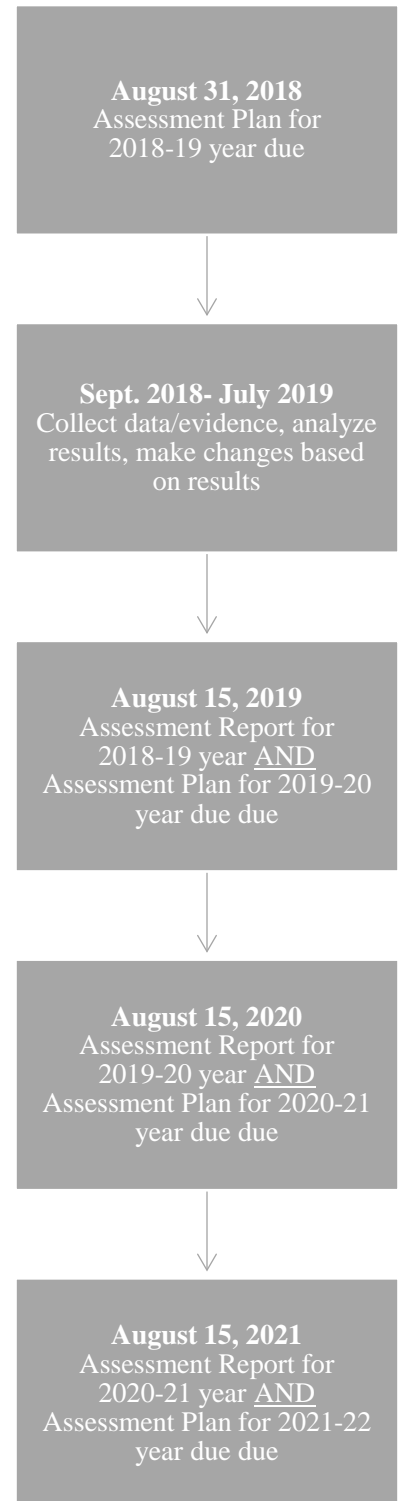 August 31, 2018
Assessment Plan for
2018-19 year due
Sept. 2018- July 2019
Collect data/evidence, analyze
results, make changes based
on results
August 15, 2019
Assessment Report for
2018-19 year AND
Assessment Plan for 2019-20
year due due
August 15, 2020
Assessment Report for
2019-20 year AND
Assessment Plan for 2020-21
year due due
August 15, 2021
Assessment Report for
2020-21 year AND
Assessment Plan for 2021-22
year due due